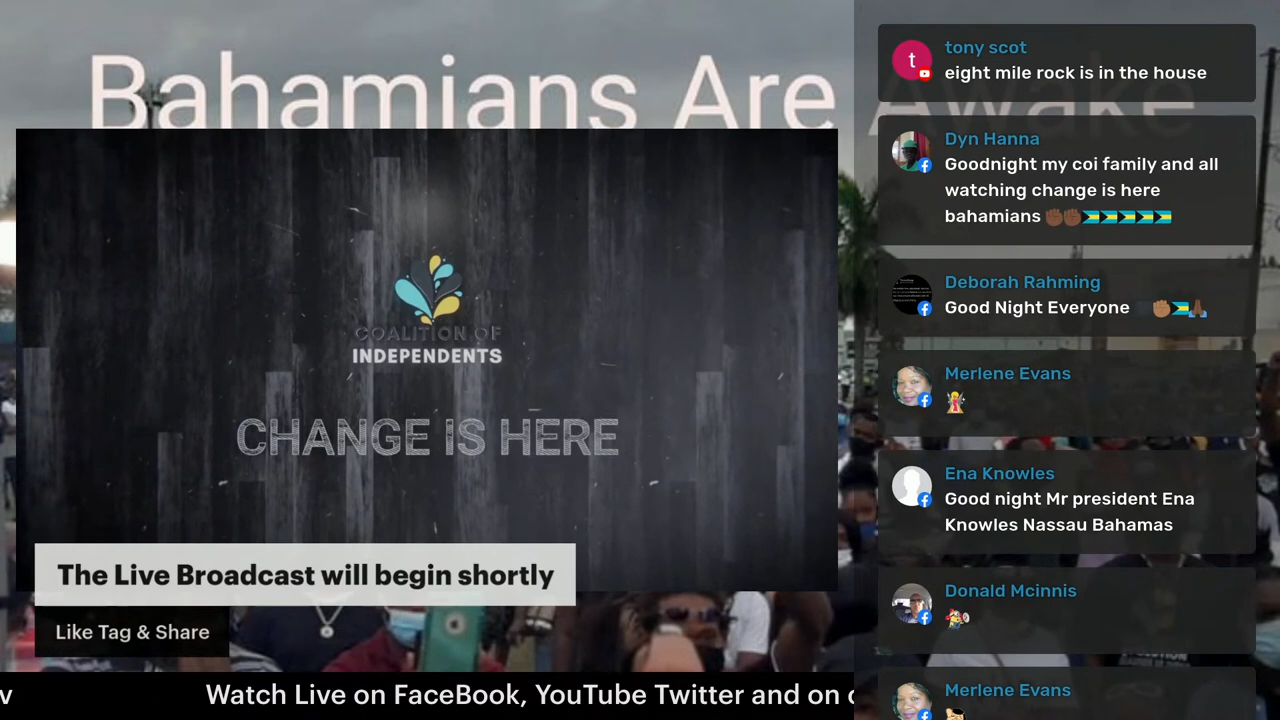 Bahamians Are Awake
COALITION OF
INDEPENDENTS
CHANGE IS HERE
The Live Broadcast will begin shortly
Like Tag & Share
v Watch Live on FaceBook, YouTube Twitter and on
t
tony scot
eight mile rock is in the house
Dyn Hanna
Goodnight my coi family and all
watching change is here
bahamians ✊🏾✊🏾🇧🇸🇧🇸🇧🇸🇧🇸🇧🇸
Deborah Rahming
Good Night Everyone ✊🏽🇧🇸🙏🏾
Merlene Evans
Ena Knowles
Good night Mr president Ena
Knowles Nassau Bahamas
Donald Mcinnis
Merlene Evans